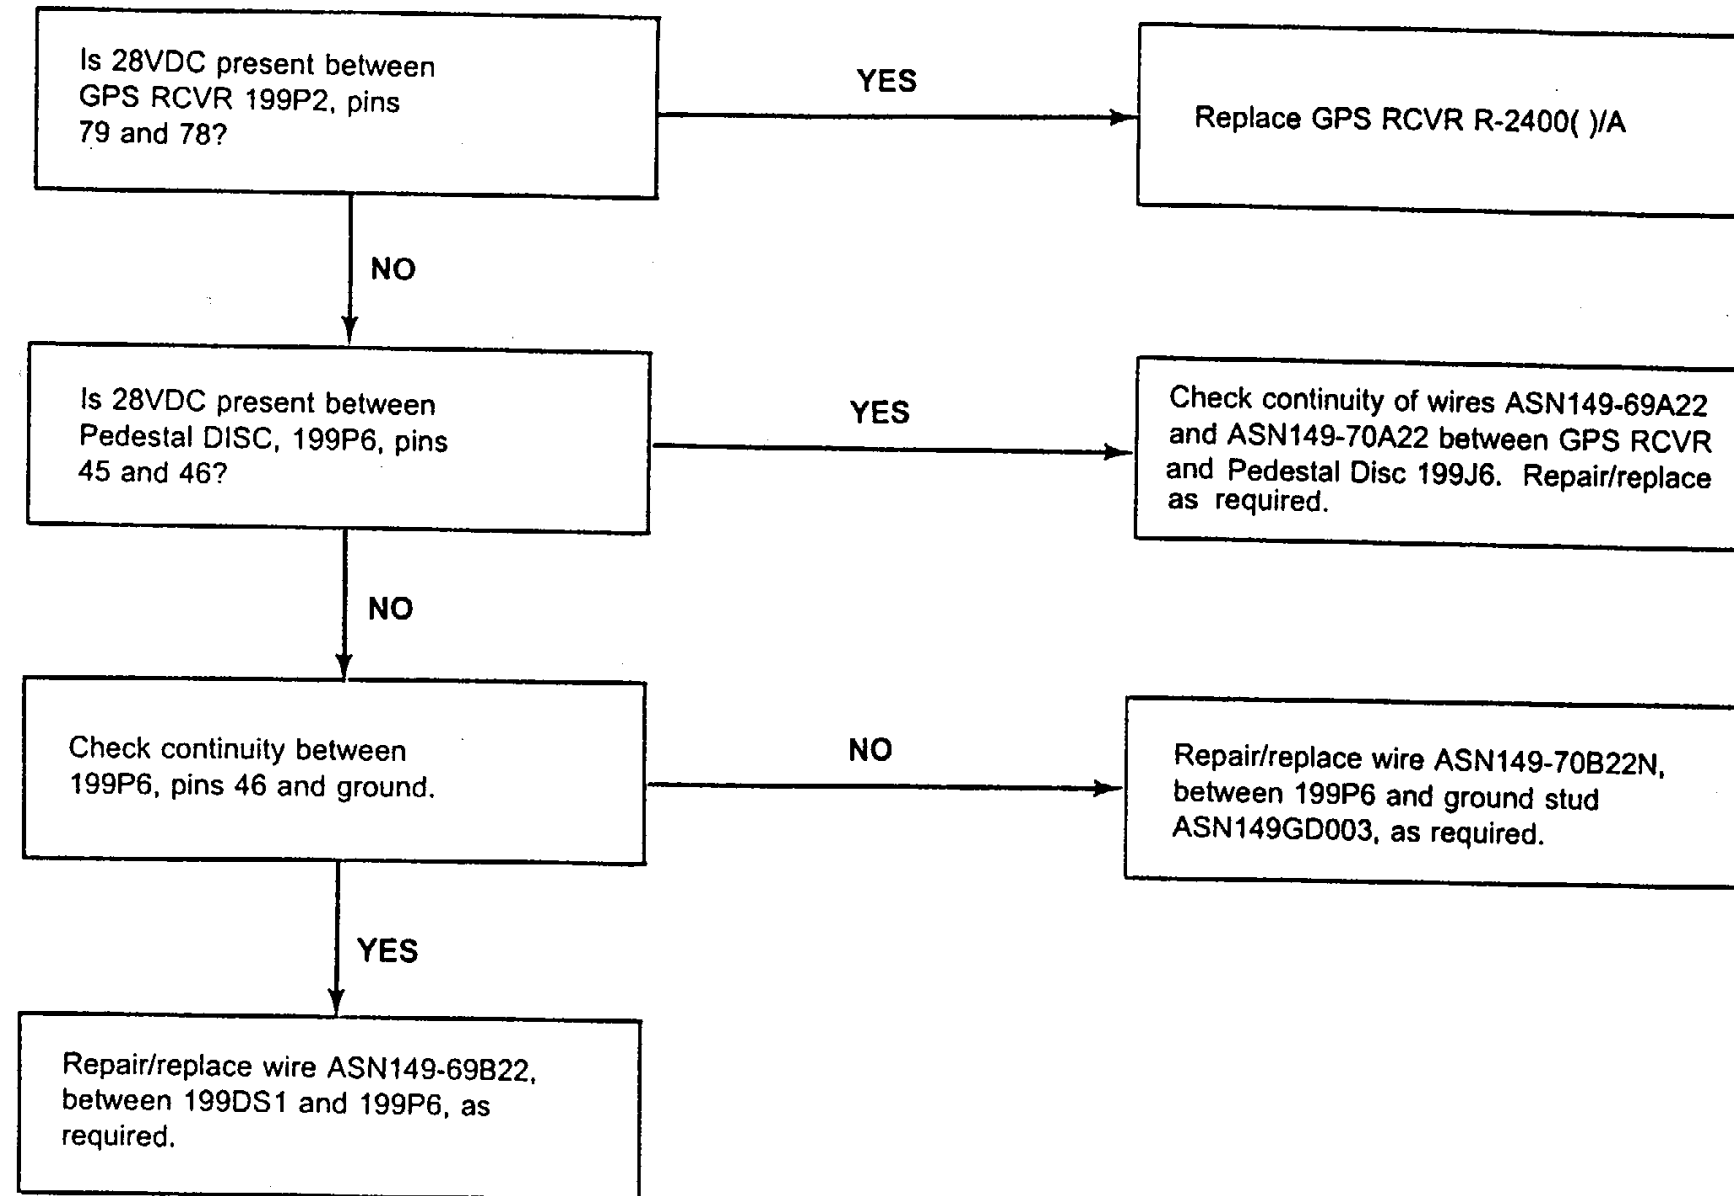 Is 28VDC present between
GPS RCVR 199P2, pins
79 and 78?
YES
Replace GPS RCVR R-2400( )/A
NO
Is 28VDC present between
Pedestal DISC, 199P6, pins
45 and 46?
YES
Check continuity of wires ASN149-69A22
and ASN149-70A22 between GPS RCVR
and Pedestal Disc 199J6. Repair/replace
as required.
NO
Check continuity between
199P6, pins 46 and ground.
NO
Repair/replace wire ASN149-70B22N,
between 199P6 and ground stud
ASN149GD003, as required.
YES
Repair/replace wire ASN149-69B22,
between 199DS1 and 199P6, as
required.